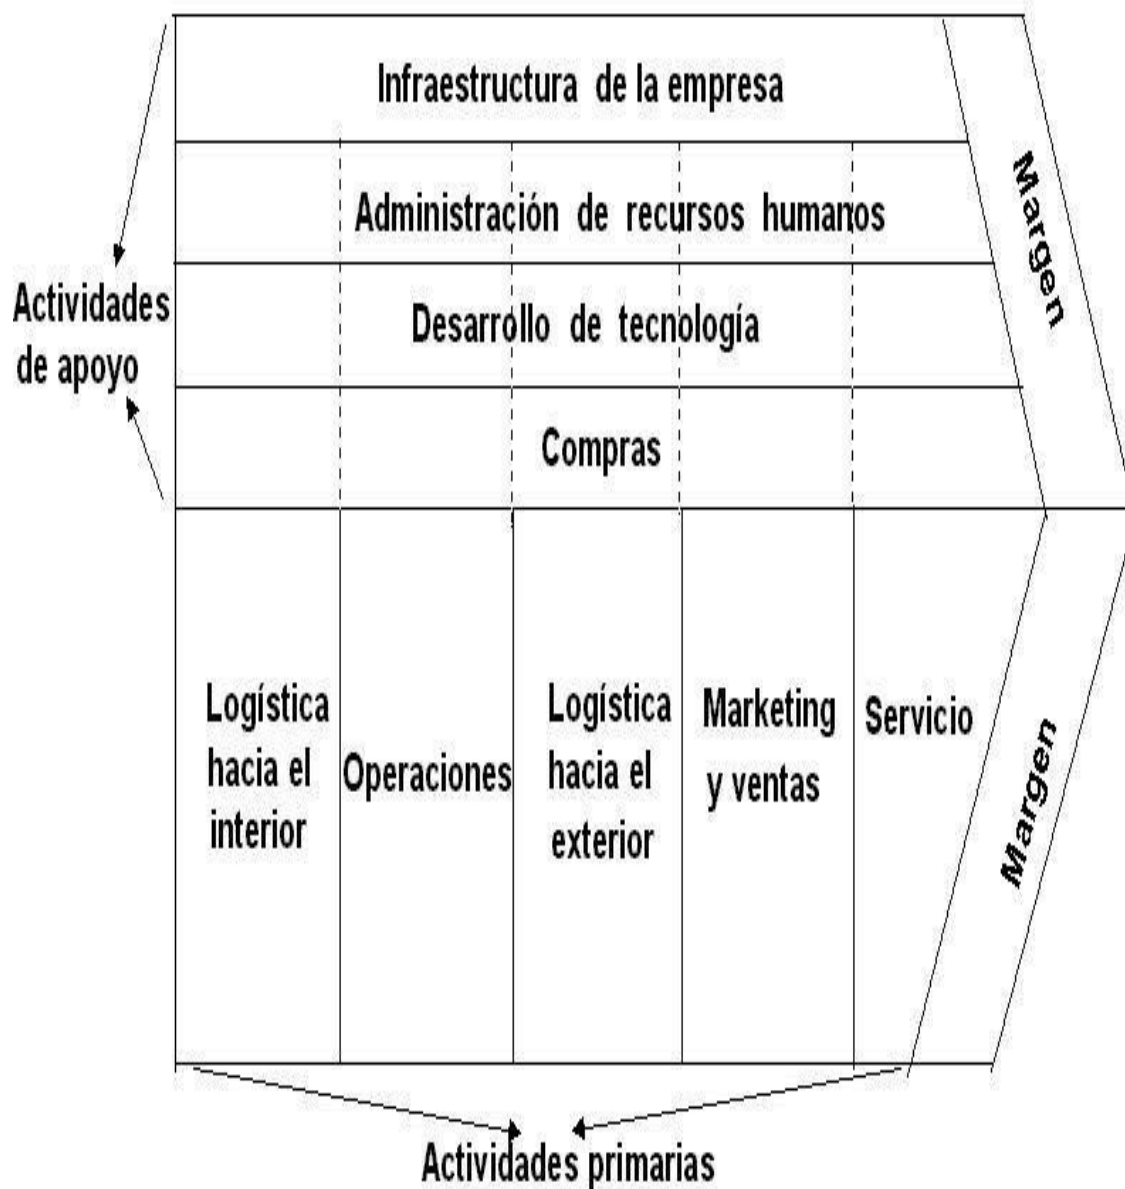 Infraestructura de la empresa
Margen
Administración de recursos humanos
Actividades
de apoyo
Desarrollo de tecnología
Compras
Logística
hacia el
interior
Operaciones
Logística
hacia el
exterior
Marketing
y ventas
Servicio
Margen
Actividades primarias